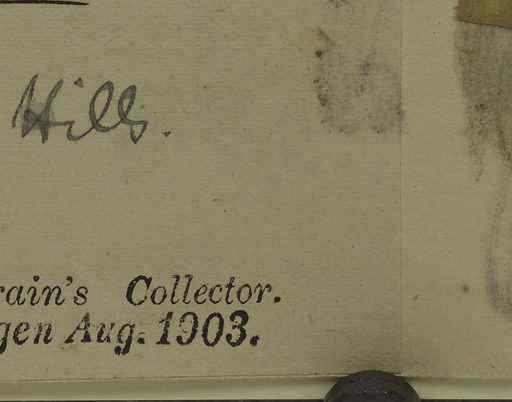 Hills.
rain's Collector.
gen Aug. 1903.